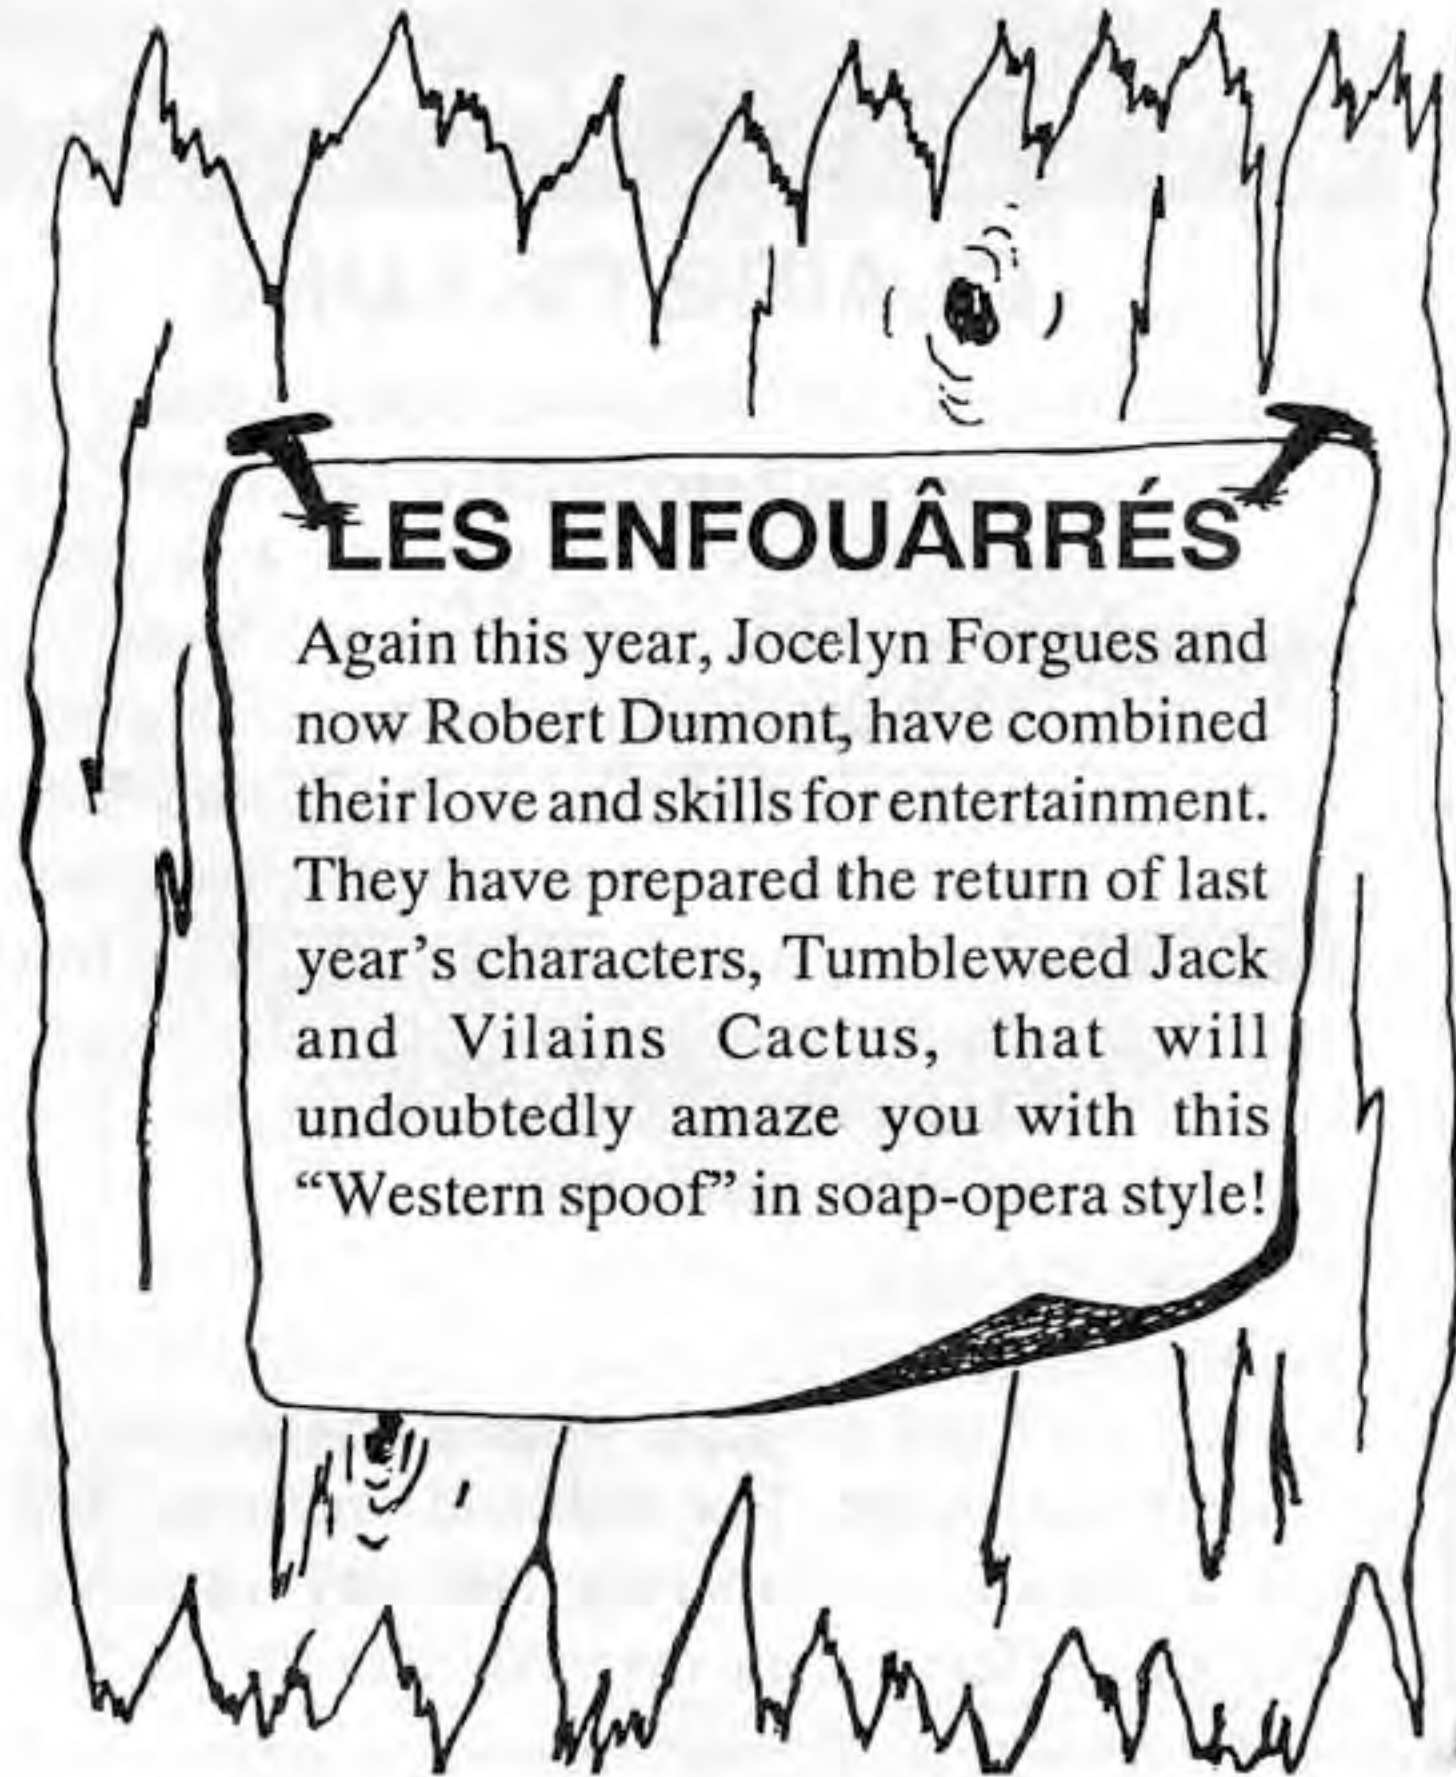 LES ENFOUÂRRÉS
Again this year, Jocelyn Forgues and
now Robert Dumont, have combined
their love and skills for entertainment.
They have prepared the return of last
year's characters, Tumbleweed Jack
and Vilains Cactus, that will
undoubtedly amaze you with this
“Western spoof” in soap-opera style!